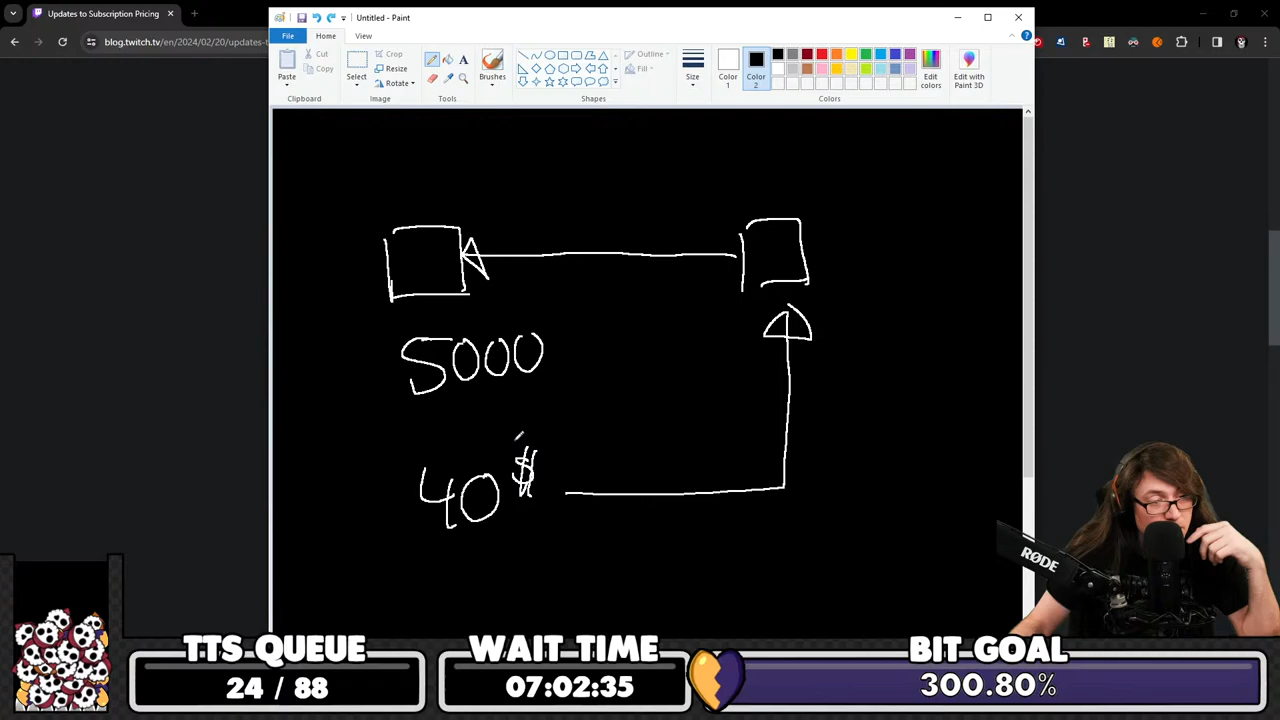 Updates to Subscription Pricing
blog.twitch.tv/en/2024/02/20/updates-t
Untitled - Paint
File
Home
View
Paste
Cut
Copy
Clipboard
Select
Crop
Resize
Rotate
Image
Tools
Brushes
Shapes
Outline
Fill
Size
Color 1
Color 2
Edit colors
Colors
Edit with Paint 3D
5000
40 $
RØDE
TTS QUEUE
24 / 88
WAIT TIME
07:02:35
BIT GOAL
300.80%